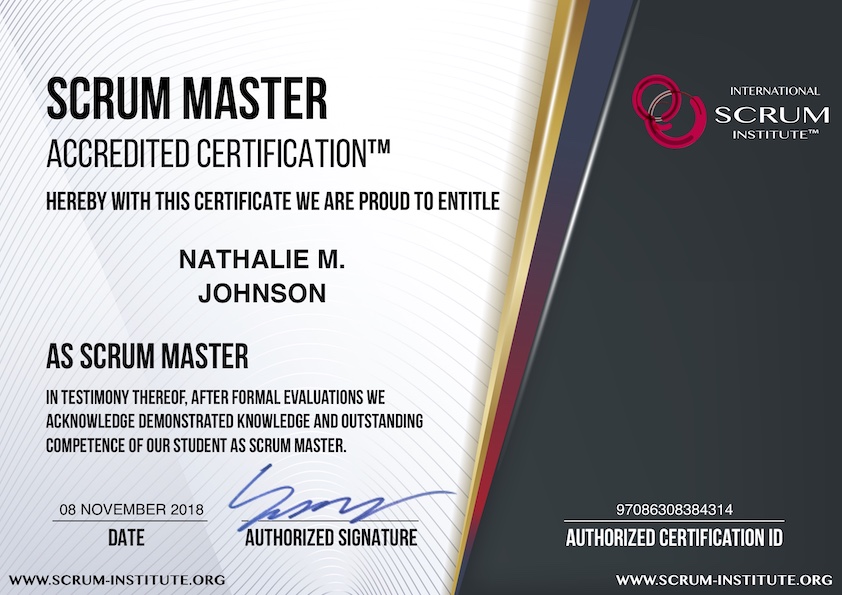 SCRUM MASTER
ACCREDITED CERTIFICATION™
HEREBY WITH THIS CERTIFICATE WE ARE PROUD TO ENTITLE
NATHALIE M.
JOHNSON
AS SCRUM MASTER
IN TESTIMONY THEREOF, AFTER FORMAL EVALUATIONS WE
ACKNOWLEDGE DEMONSTRATED KNOWLEDGE AND OUTSTANDING
COMPETENCE OF OUR STUDENT AS SCRUM MASTER.
08 NOVEMBER 2018
DATE
AUTHORIZED SIGNATURE
WWW.SCRUM-INSTITUTE.ORG
INTERNATIONAL
SCRUM
INSTITUTE™
97086308384314
AUTHORIZED CERTIFICATION ID
WWW.SCRUM-INSTITUTE.ORG